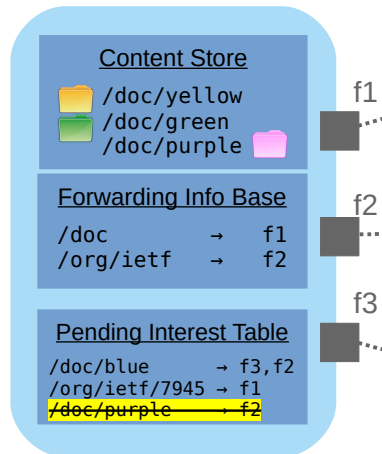 Content Store
/doc/yellow
/doc/green
/doc/purple
f1
Forwarding Info Base
/doc → f1
/org/ietf → f2
f2
f3
Pending Interest Table
/doc/blue → f3,f2
/org/ietf/7945 → f1
/doc/purple → f2